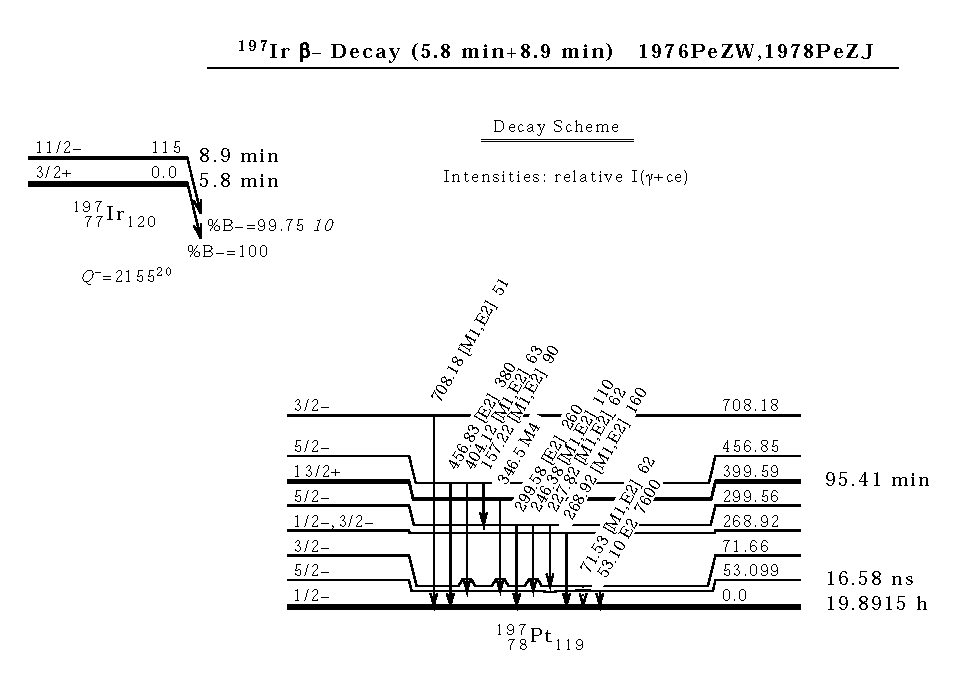 ¹⁹⁷Ir β− Decay (5.8 min+8.9 min) 1976PeZW,1978PeZJ
Decay Scheme
Intensities: relative I(γ+ce)
11/2− 115 8.9 min
3/2+ 0.0 5.8 min
¹⁹⁷₇₇Ir₁₂₀
%B−=99.75 10
%B−=100
Q⁻=2155²⁰
708.18 [M1,E2] 51
456.83 [E2] 380
404.12 [M1,E2] 63
157.22 [M1,E2] 90
346.5 M4
299.58 [E2] 260
246.38 [M1,E2] 110
227.82 [M1,E2] 62
268.92 [M1,E2] 160
71.53 [M1,E2] 62
53.10 E2 7600
3/2− 708.18
5/2− 456.85
13/2+ 399.59 95.41 min
5/2− 299.56
1/2−,3/2− 268.92
3/2− 71.66
5/2− 53.099 16.58 ns
1/2− 0.0 19.8915 h
¹⁹⁷₇₈Pt₁₁₉